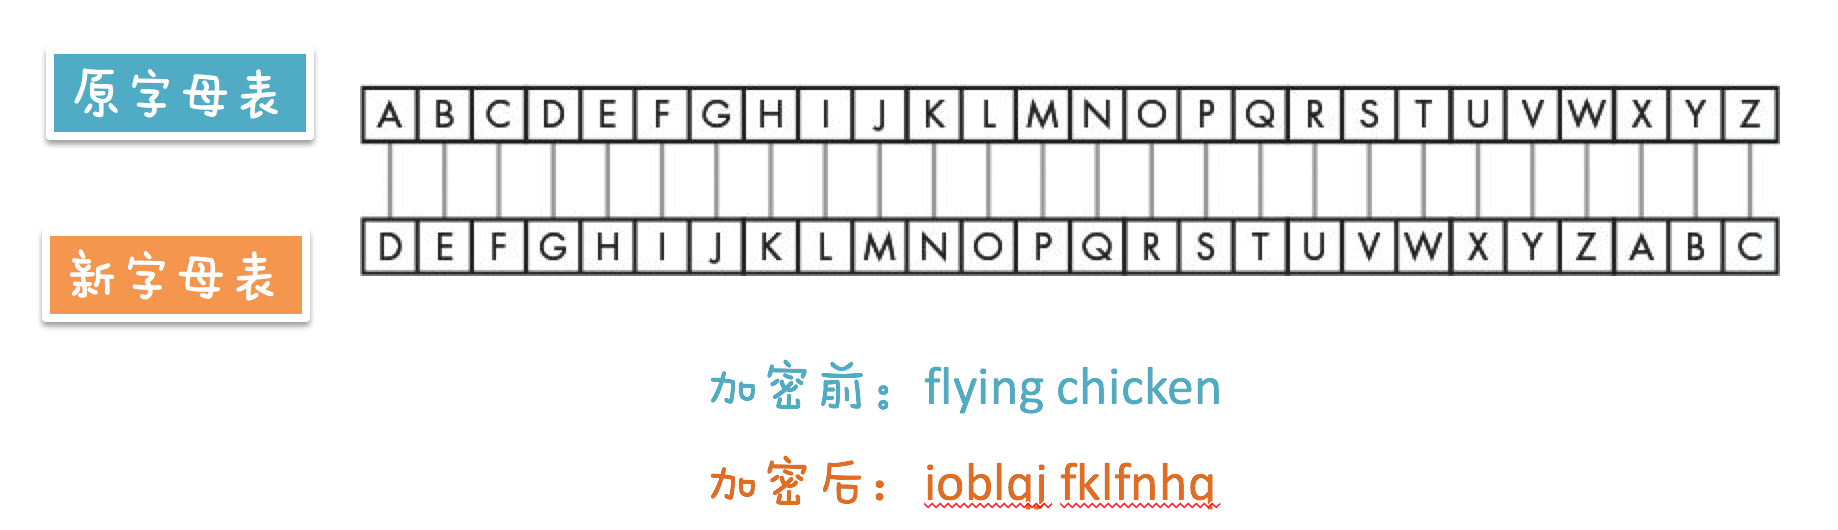 原字母表
A B C D E F G H I J K L M N O P Q R S T U V W X Y Z
新字母表
D E F G H I J K L M N O P Q R S T U V W X Y Z A B C
加密前：flying chicken
加密后：ioblqj fklfnhq